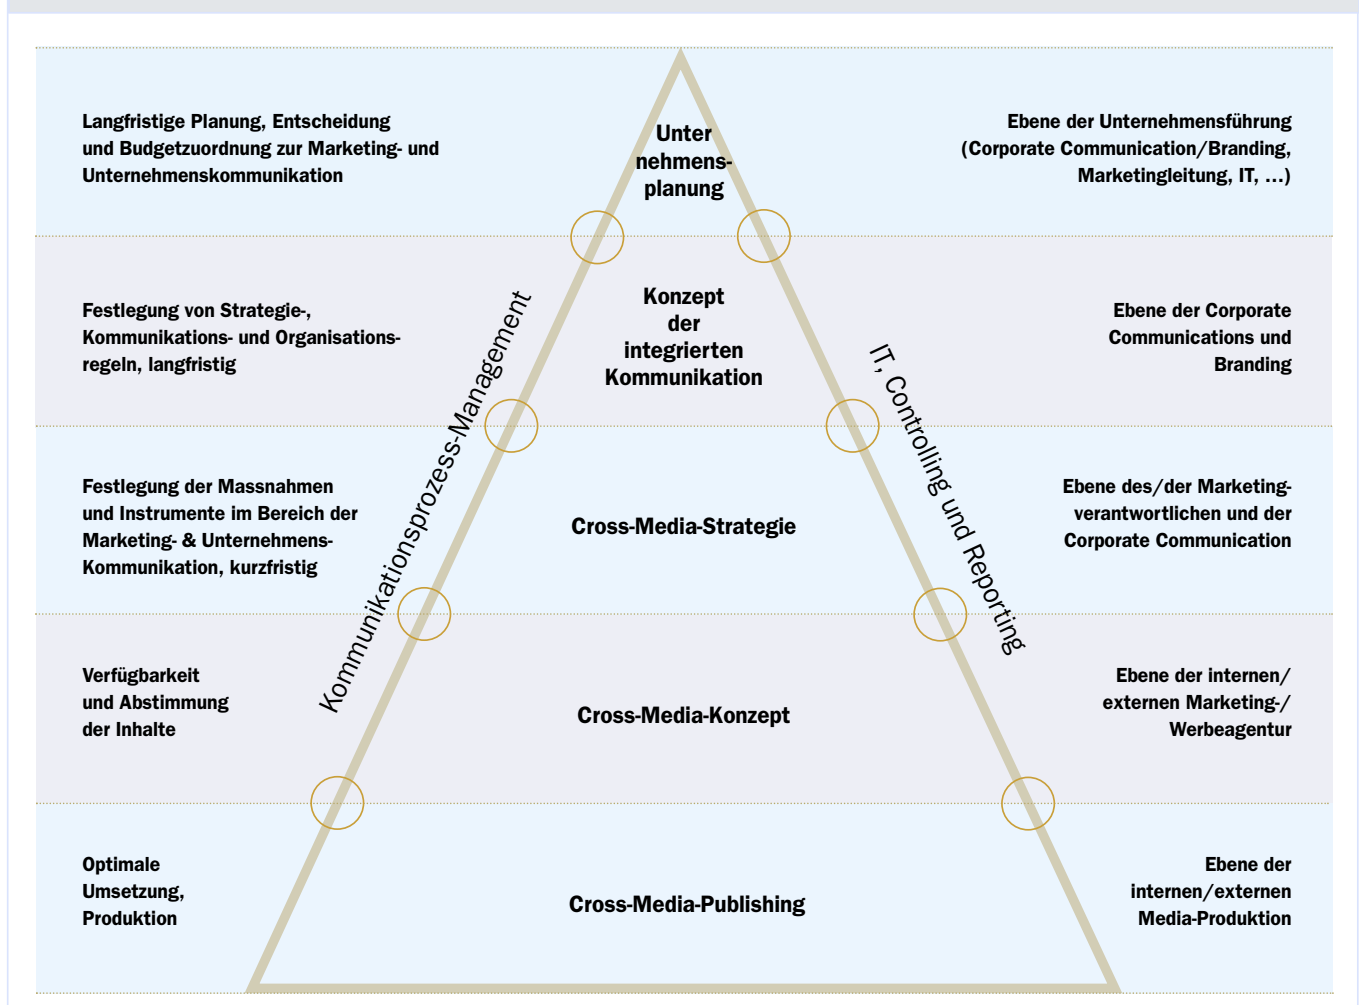 Langfristige Planung, Entscheidung
und Budgetzuordnung zur Marketing- und
Unternehmenskommunikation
Unter
nehmens-
planung
Ebene der Unternehmensführung
(Corporate Communication/Branding,
Marketingleitung, IT, ...)
Festlegung von Strategie-,
Kommunikations- und Organisations-
regeln, langfristig
Konzept
der
integrierten
Kommunikation
Ebene der Corporate
Communications und
Branding
Kommunikationsprozess-Management
IT, Controlling und Reporting
Festlegung der Massnahmen
und Instrumente im Bereich der
Marketing- & Unternehmens-
Kommunikation, kurzfristig
Cross-Media-Strategie
Ebene des/der Marketing-
verantwortlichen und der
Corporate Communication
Verfügbarkeit
und Abstimmung
der Inhalte
Cross-Media-Konzept
Ebene der internen/
externen Marketing-/
Werbeagentur
Optimale
Umsetzung,
Produktion
Cross-Media-Publishing
Ebene der
internen/externen
Media-Produktion